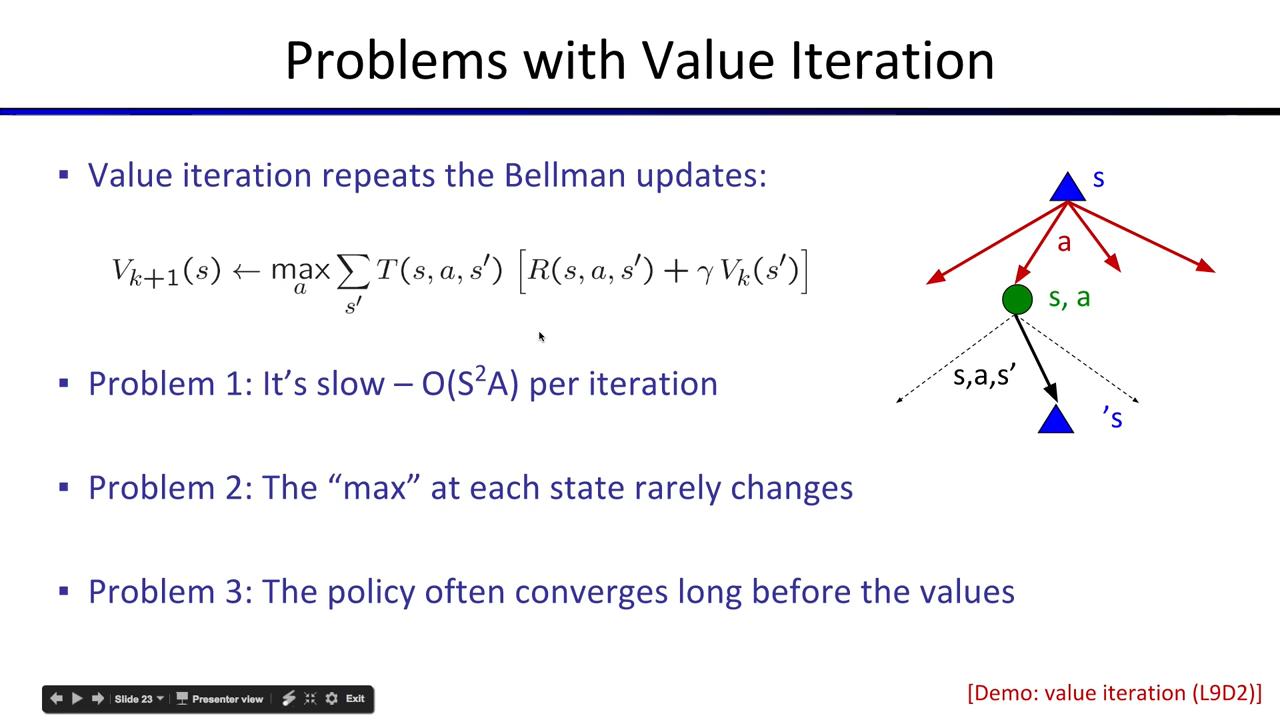 Problems with Value Iteration
▪ Value iteration repeats the Bellman updates:
V_{k+1}(s) ← max_a Σ_{s′} T(s, a, s′) [R(s, a, s′) + γ V_k(s′)]
▪ Problem 1: It’s slow – O(S²A) per iteration
▪ Problem 2: The “max” at each state rarely changes
▪ Problem 3: The policy often converges long before the values
s
a
s, a
s,a,s’
’s
Slide 23
Presenter view
Exit
[Demo: value iteration (L9D2)]